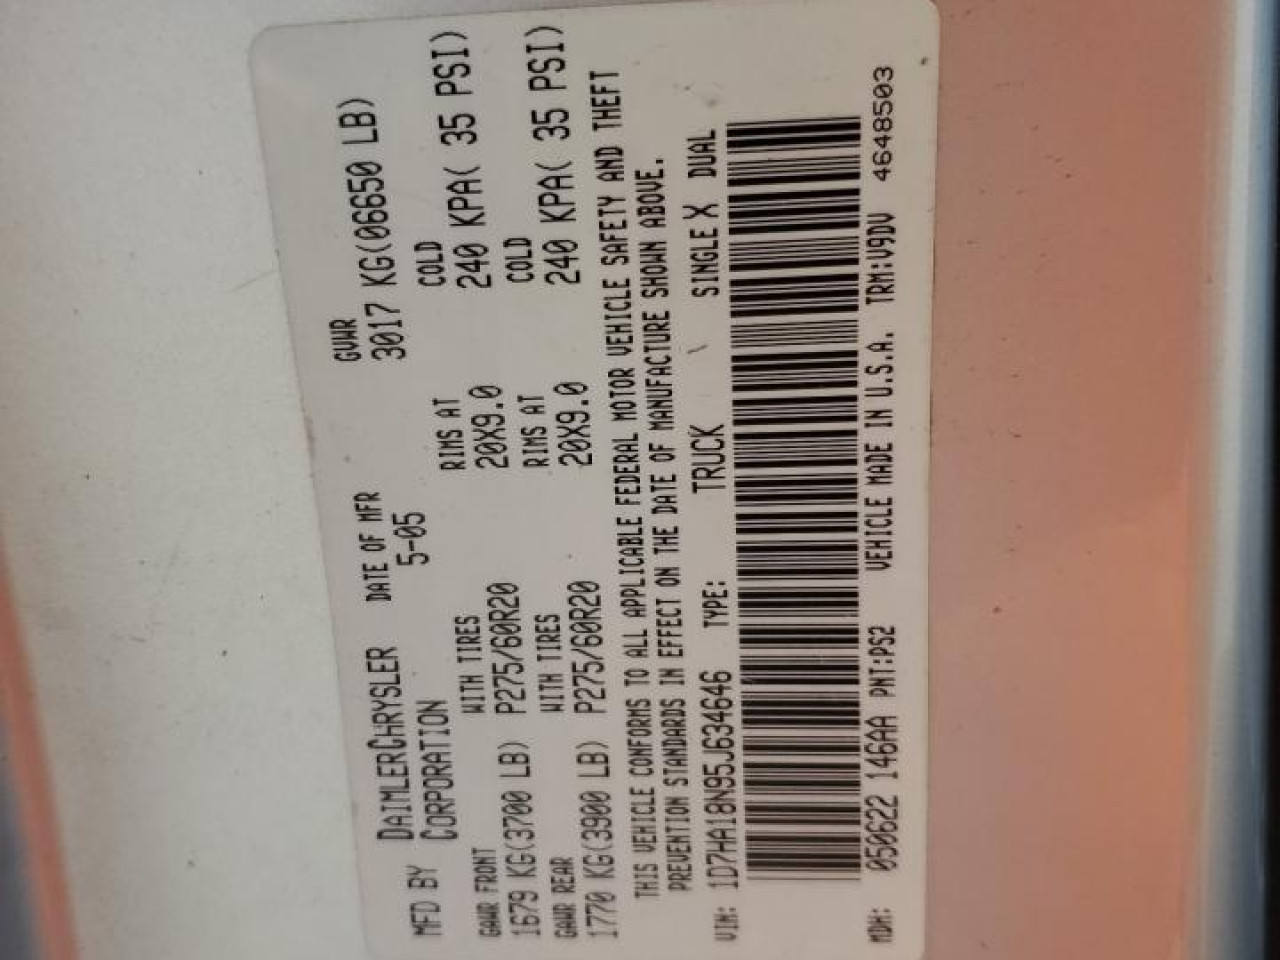 MFD BY DAIMLERCHRYSLER DATE OF MFR GVWR
CORPORATION 5-05 3017 KG(06650 LB)
GAWR FRONT WITH TIRES RIMS AT COLD
1679 KG(3700 LB) P275/60R20 20X9.0 240 KPA( 35 PSI)
GAWR REAR WITH TIRES RIMS AT COLD
1770 KG(3900 LB) P275/60R20 20X9.0 240 KPA( 35 PSI)
THIS VEHICLE CONFORMS TO ALL APPLICABLE FEDERAL MOTOR VEHICLE SAFETY AND THEFT
PREVENTION STANDARDS IN EFFECT ON THE DATE OF MANUFACTURE SHOWN ABOVE.
VIN: 1D7HA18N95J634646 TYPE: TRUCK SINGLE X DUAL
MDH: 050622 146AA PNT:PS2 VEHICLE MADE IN U.S.A. TRM:V9DV 4648503